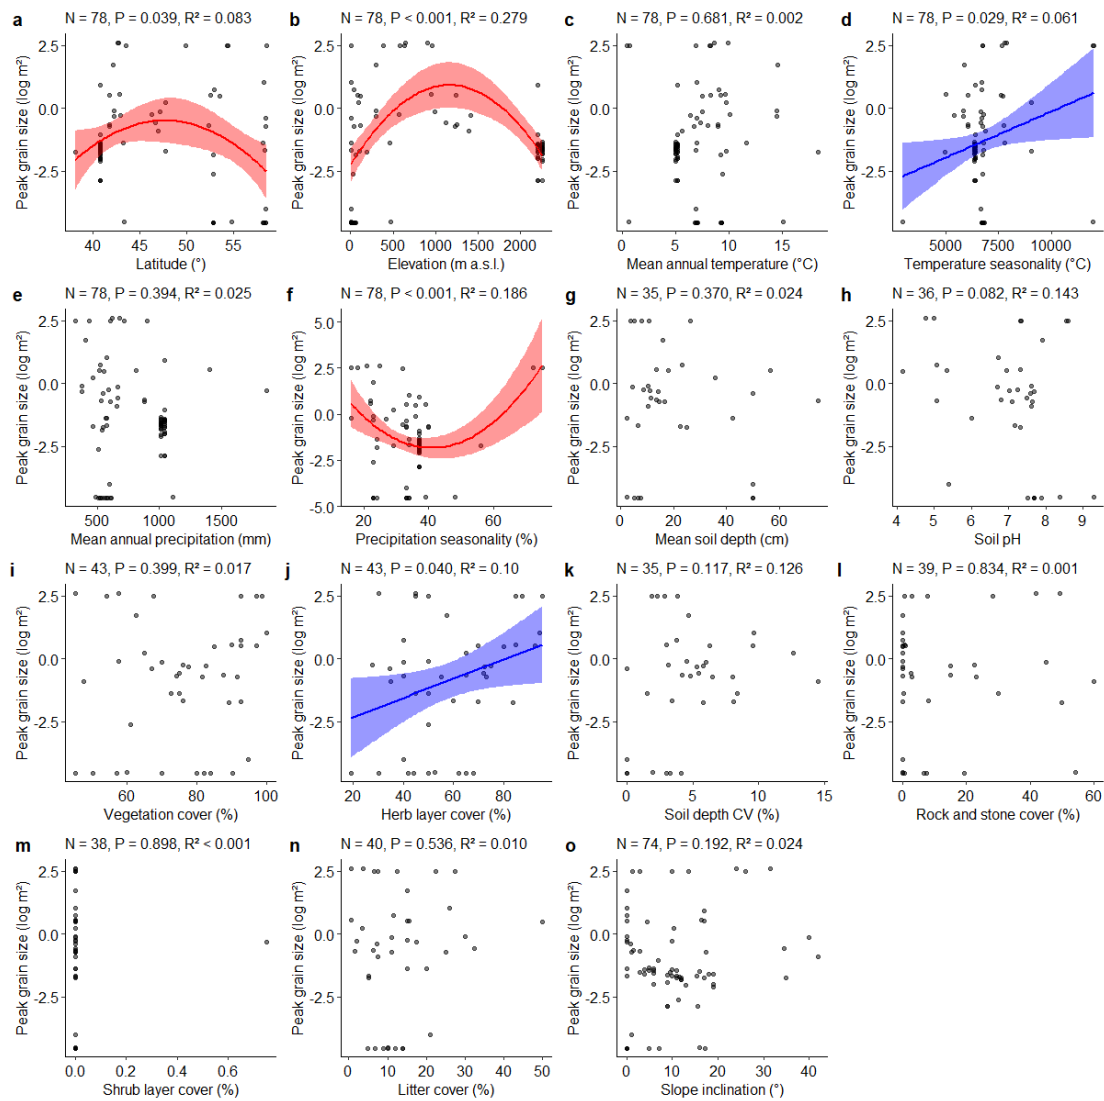 a N = 78, P = 0.039, R² = 0.083
Peak grain size (log m²)
2.5
0.0
-2.5
40 45 50 55
Latitude (°)
b N = 78, P < 0.001, R² = 0.279
Peak grain size (log m²)
2.5
0.0
-2.5
0 500 1000 1500 2000
Elevation (m a.s.l.)
c N = 78, P = 0.681, R² = 0.002
Peak grain size (log m²)
2.5
0.0
-2.5
0 5 10 15
Mean annual temperature (°C)
d N = 78, P = 0.029, R² = 0.061
Peak grain size (log m²)
2.5
0.0
-2.5
5000 7500 10000
Temperature seasonality (°C)
e N = 78, P = 0.394, R² = 0.025
Peak grain size (log m²)
2.5
0.0
-2.5
500 1000 1500
Mean annual precipitation (mm)
f N = 78, P < 0.001, R² = 0.186
Peak grain size (log m²)
5.0
2.5
0.0
-2.5
-5.0
20 40 60
Precipitation seasonality (%)
g N = 35, P = 0.370, R² = 0.024
Peak grain size (log m²)
2.5
0.0
-2.5
0 20 40 60
Mean soil depth (cm)
h N = 36, P = 0.082, R² = 0.143
Peak grain size (log m²)
2.5
0.0
-2.5
4 5 6 7 8 9
Soil pH
i N = 43, P = 0.399, R² = 0.017
Peak grain size (log m²)
2.5
0.0
-2.5
60 80 100
Vegetation cover (%)
j N = 43, P = 0.040, R² = 0.10
Peak grain size (log m²)
2.5
0.0
-2.5
20 40 60 80
Herb layer cover (%)
k N = 35, P = 0.117, R² = 0.126
Peak grain size (log m²)
2.5
0.0
-2.5
0 5 10 15
Soil depth CV (%)
l N = 39, P = 0.834, R² = 0.001
Peak grain size (log m²)
2.5
0.0
-2.5
0 20 40 60
Rock and stone cover (%)
m N = 38, P = 0.898, R² < 0.001
Peak grain size (log m²)
2.5
0.0
-2.5
0.0 0.2 0.4 0.6
Shrub layer cover (%)
n N = 40, P = 0.536, R² = 0.010
Peak grain size (log m²)
2.5
0.0
-2.5
0 10 20 30 40 50
Litter cover (%)
o N = 74, P = 0.192, R² = 0.024
Peak grain size (log m²)
2.5
0.0
-2.5
0 10 20 30 40
Slope inclination (°)